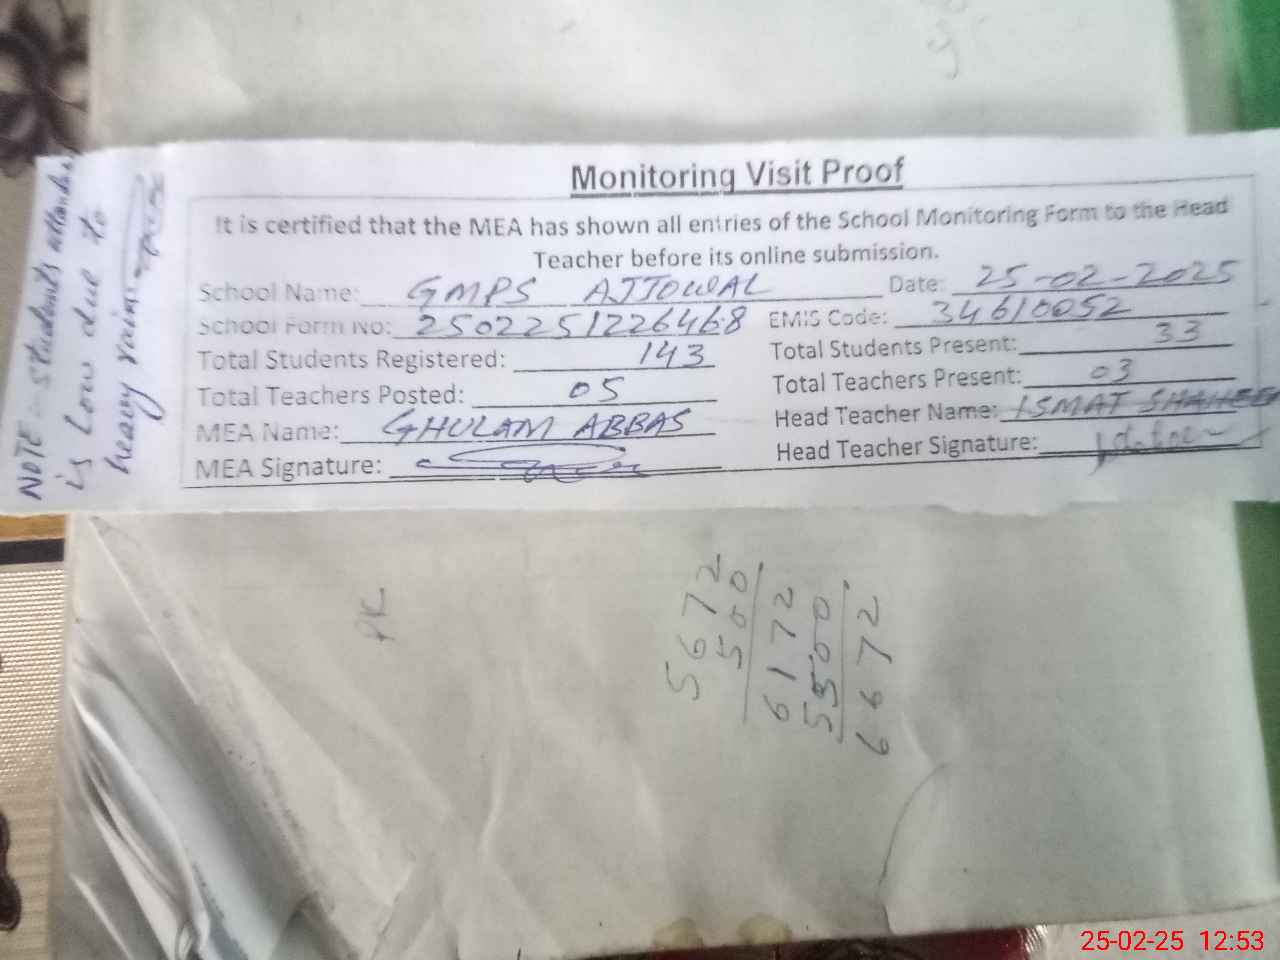 Monitoring Visit Proof
It is certified that the MEA has shown all entries of the School Monitoring Form to the Head
Teacher before its online submission.
School Name: GMPS AJJOWAL Date: 25-02-2025
School Form No: 2502251226468 EMIS Code: 34610052
Total Students Registered: 143 Total Students Present: 33
Total Teachers Posted: 05 Total Teachers Present: 03
MEA Name: GHULAM ABBAS Head Teacher Name: ISMAT SHAHEEN
MEA Signature: Head Teacher Signature:
NOTE - students attendance
is low due to
heavy rain
PK
5672
500
6172
5500
6672
25-02-25 12:53